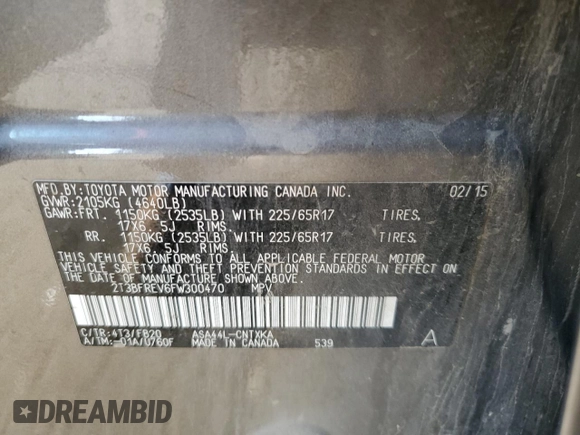 MFD.BY:TOYOTA MOTOR MANUFACTURING CANADA INC. 02/15
GVWR:2105KG (4640LB)
GAWR:FRT. 1150KG (2535LB) WITH 225/65R17 TIRES.
17X6.5J RIMS.
RR. 1150KG (2535LB) WITH 225/65R17 TIRES.
17X6.5J RIMS.
THIS VEHICLE CONFORMS TO ALL APPLICABLE FEDERAL MOTOR
VEHICLE SAFETY AND THEFT PREVENTION STANDARDS IN EFFECT ON
THE DATE OF MANUFACTURE SHOWN ABOVE.
2T3BFREV6FW300470 MPV
C/TR:4T3/FB20 ASA44L-CNTXKA
A/TM:-01A/U760F MADE IN CANADA 539 A
DREAMBID